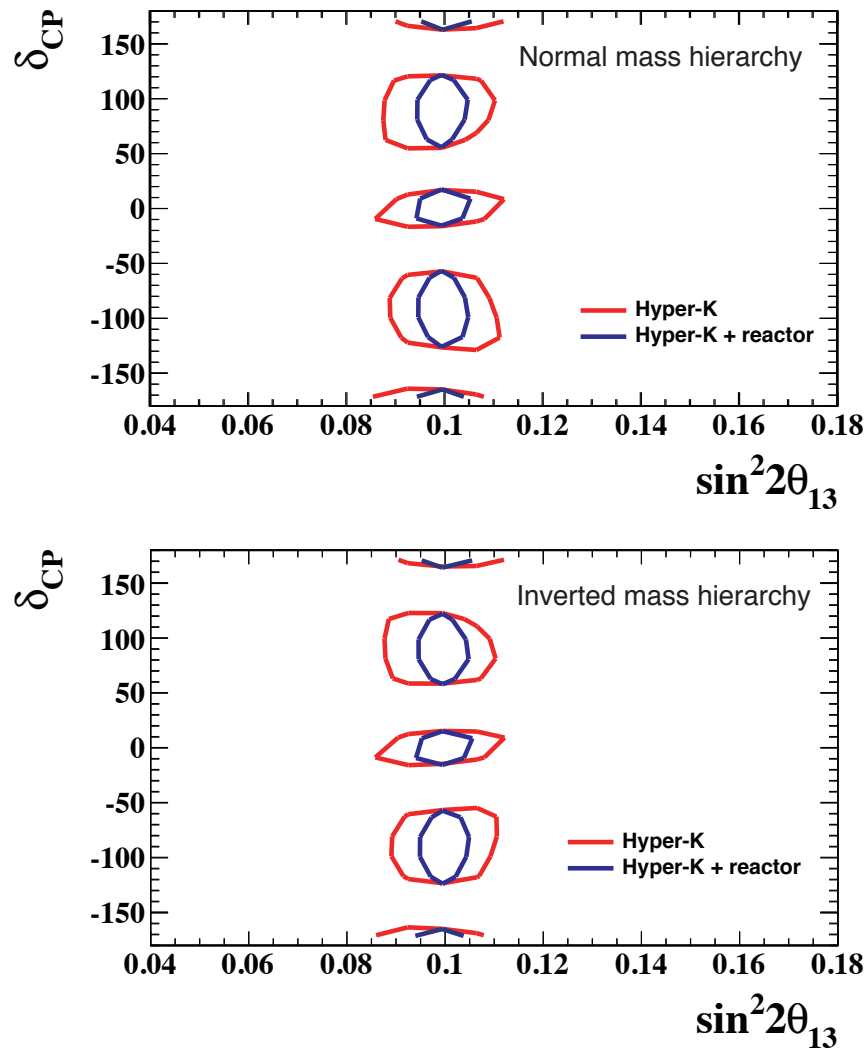 δCP
150
Normal mass hierarchy
100
50
0
-50
Hyper-K
-100
Hyper-K + reactor
-150
0.04 0.06 0.08 0.1 0.12 0.14 0.16 0.18
sin²2θ13
δCP
150
Inverted mass hierarchy
100
50
0
-50
Hyper-K
-100
Hyper-K + reactor
-150
0.04 0.06 0.08 0.1 0.12 0.14 0.16 0.18
sin²2θ13